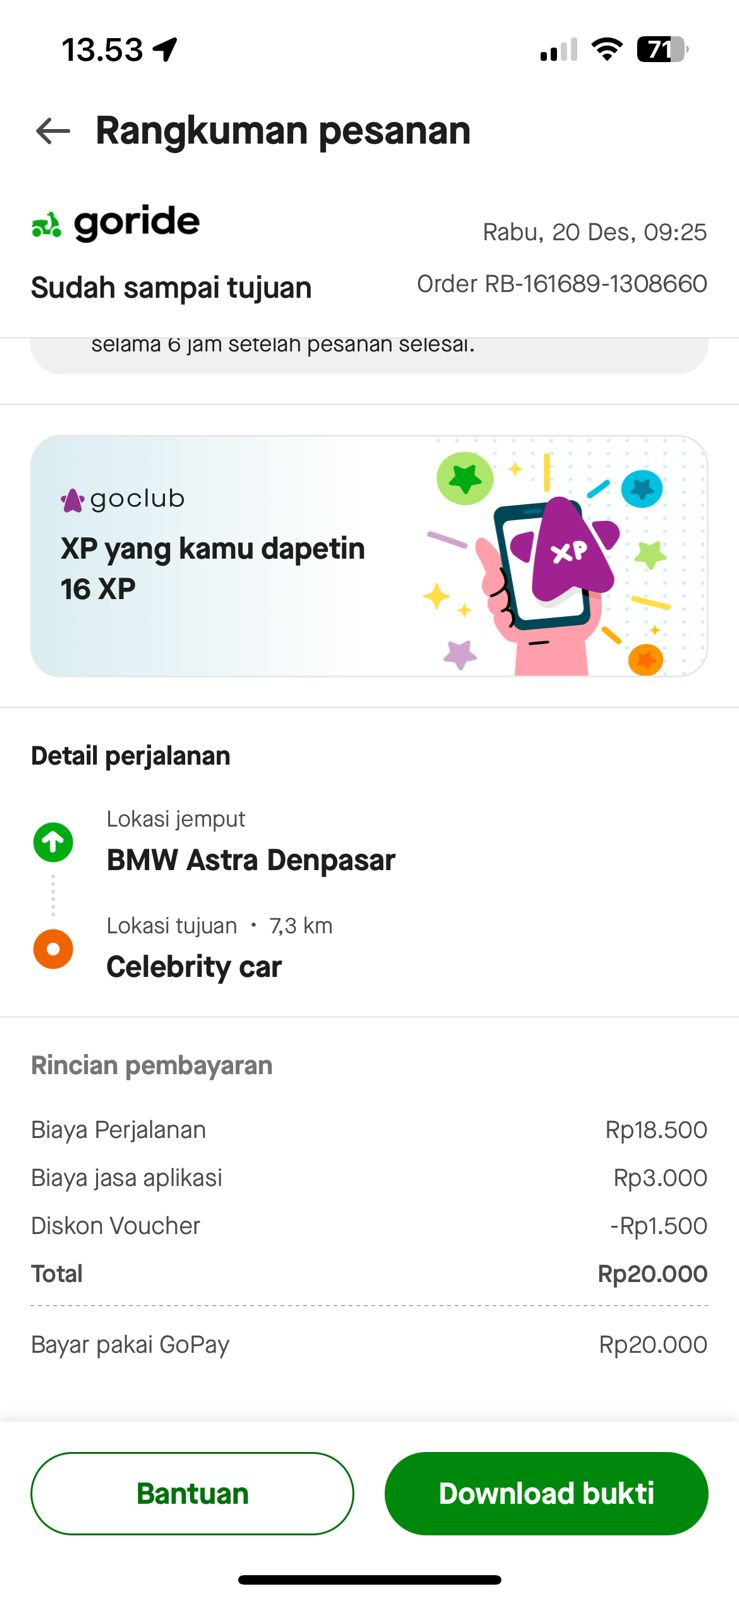 13.53
71
Rangkuman pesanan
goride
Rabu, 20 Des, 09:25
Sudah sampai tujuan
Order RB-161689-1308660
selama 6 jam setelah pesanan selesai.
goclub
XP yang kamu dapetin
16 XP
XP
Detail perjalanan
Lokasi jemput
BMW Astra Denpasar
Lokasi tujuan • 7,3 km
Celebrity car
Rincian pembayaran
Biaya Perjalanan Rp18.500
Biaya jasa aplikasi Rp3.000
Diskon Voucher -Rp1.500
Total Rp20.000
Bayar pakai GoPay Rp20.000
Bantuan
Download bukti